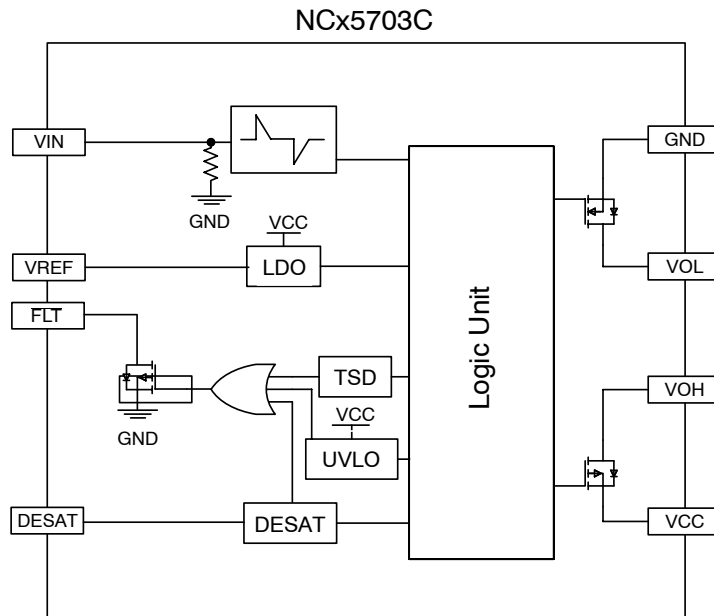 NCx5703C
VIN
GND
GND
VCC
VREF
LDO
VOL
FLT
Logic Unit
TSD
VCC
VOH
GND
UVLO
DESAT
DESAT
VCC